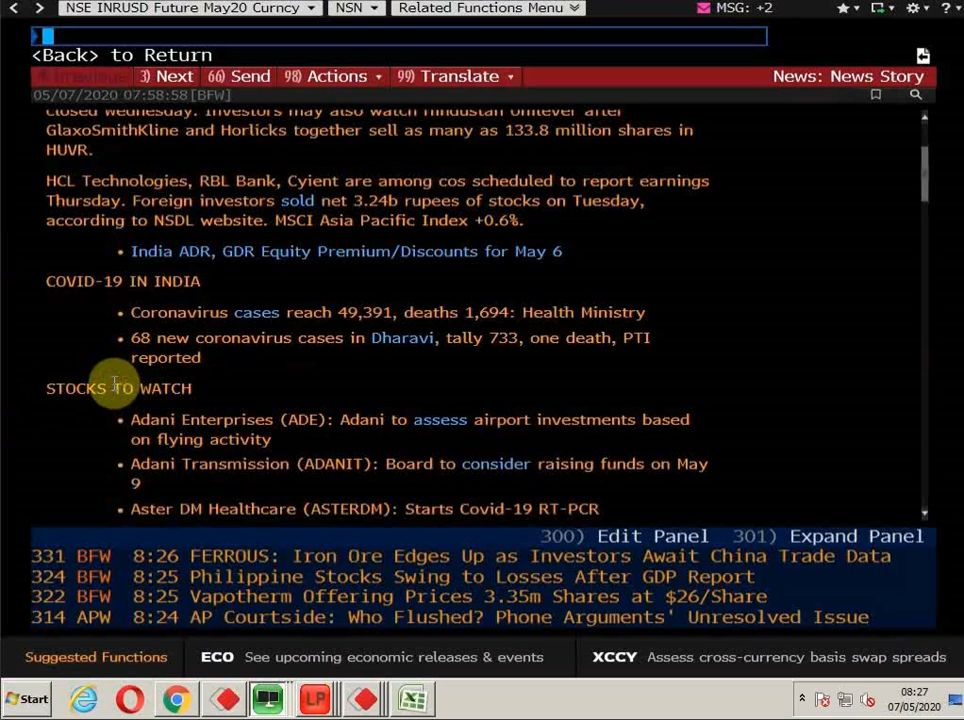 NSE INRUSD Future May20 Curncy
NSN
Related Functions Menu
MSG: +2
<Back> to Return
3) Next
66) Send
98) Actions
99) Translate
News: News Story
05/07/2020 07:58:58 [BFW]
closed Wednesday. Investors may also watch Hindustan Unilever after
GlaxoSmithKline and Horlicks together sell as many as 133.8 million shares in
HUVR.
HCL Technologies, RBL Bank, Cyient are among cos scheduled to report earnings
Thursday. Foreign investors sold net 3.24b rupees of stocks on Tuesday,
according to NSDL website. MSCI Asia Pacific Index +0.6%.
• India ADR, GDR Equity Premium/Discounts for May 6
COVID-19 IN INDIA
• Coronavirus cases reach 49,391, deaths 1,694: Health Ministry
• 68 new coronavirus cases in Dharavi, tally 733, one death, PTI
reported
STOCKS TO WATCH
• Adani Enterprises (ADE): Adani to assess airport investments based
on flying activity
• Adani Transmission (ADANIT): Board to consider raising funds on May
9
• Aster DM Healthcare (ASTERDM): Starts Covid-19 RT-PCR
300) Edit Panel
301) Expand Panel
331 BFW 8:26 FERROUS: Iron Ore Edges Up as Investors Await China Trade Data
324 BFW 8:25 Philippine Stocks Swing to Losses After GDP Report
322 BFW 8:25 Vapotherm Offering Prices 3.35m Shares at $26/Share
314 APW 8:24 AP Courtside: Who Flushed? Phone Arguments' Unresolved Issue
Suggested Functions
ECO See upcoming economic releases & events
XCCY Assess cross-currency basis swap spreads
Start
LP
08:27
07/05/2020